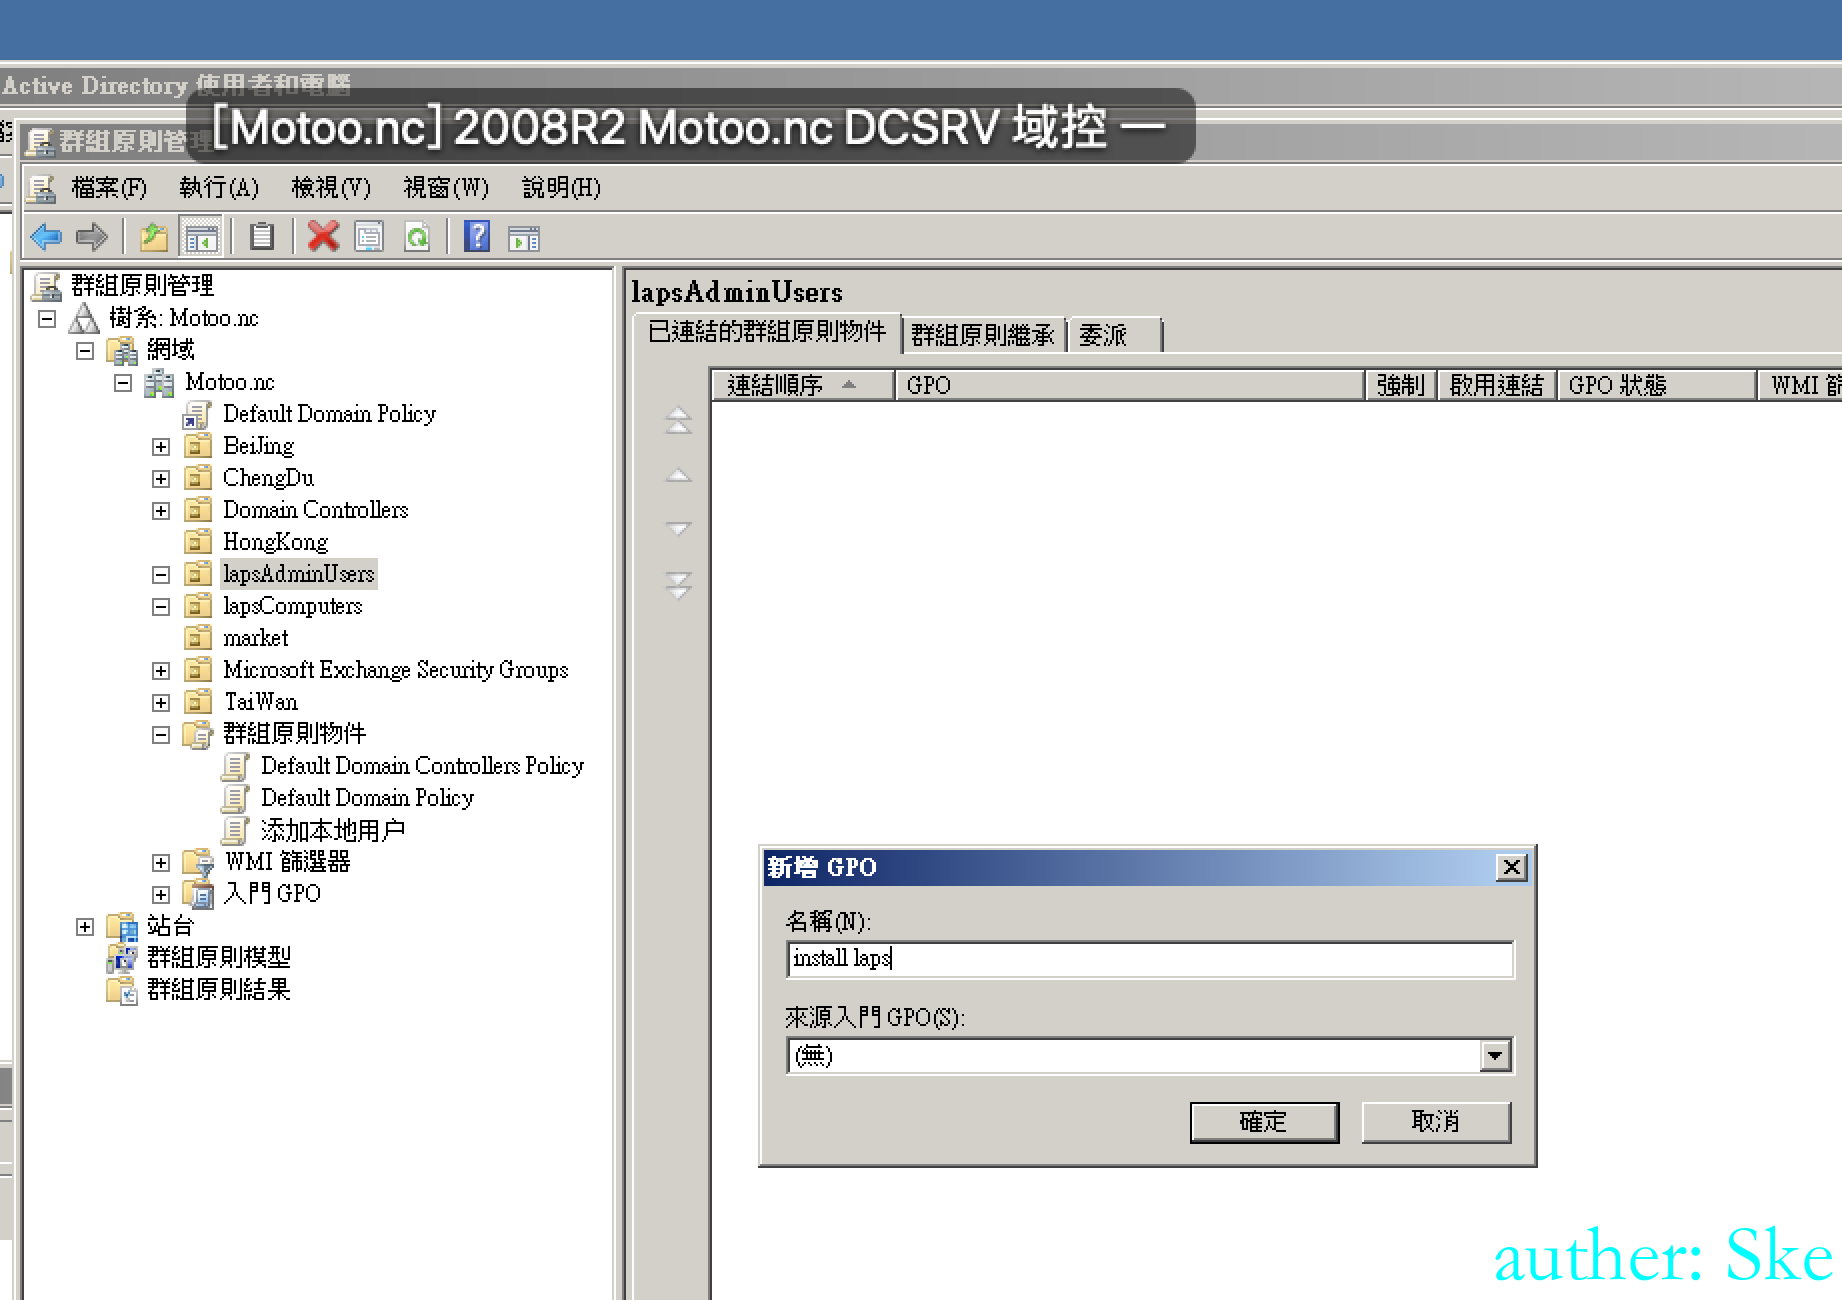 Active Directory 使用者和電腦
[Motoo.nc] 2008R2 Motoo.nc DCSRV 域控 一
群組原則管理
檔案(F) 執行(A) 檢視(V) 視窗(W) 說明(H)
群組原則管理
樹系: Motoo.nc
網域
Motoo.nc
Default Domain Policy
BeiJing
ChengDu
Domain Controllers
HongKong
lapsAdminUsers
lapsComputers
market
Microsoft Exchange Security Groups
TaiWan
群組原則物件
Default Domain Controllers Policy
Default Domain Policy
添加本地用户
WMI 篩選器
入門 GPO
站台
群組原則模型
群組原則結果
lapsAdminUsers
已連結的群組原則物件 群組原則繼承 委派
連結順序 GPO 強制 啟用連結 GPO 狀態 WMI 篩
新增 GPO
名稱(N):
install laps
來源入門 GPO(S):
(無)
確定 取消
auther: Ske